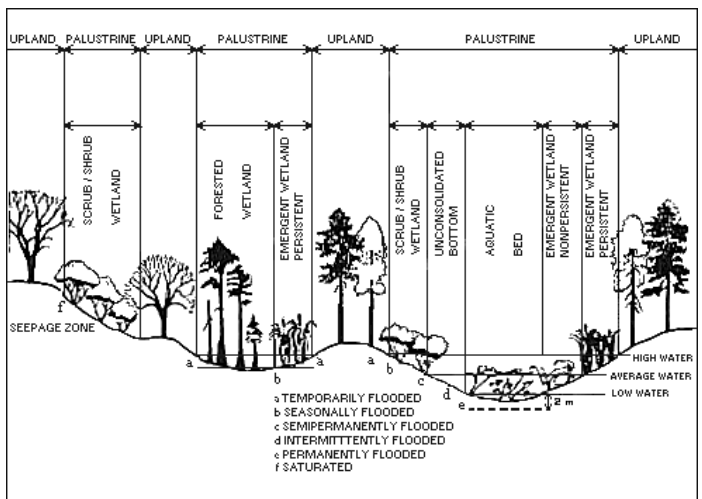 UPLAND PALUSTRINE UPLAND PALUSTRINE UPLAND PALUSTRINE UPLAND
SCRUB / SHRUB
WETLAND
FORESTED
WETLAND
EMERGENT WETLAND
PERSISTENT
SCRUB / SHRUB
WETLAND
UNCONSOLIDATED
BOTTOM
AQUATIC
BED
EMERGENT WETLAND
NONPERSISTENT
EMERGENT WETLAND
PERSISTENT
f
SEEPAGE ZONE
a
b
a
a
b
c
d
e
HIGH WATER
AVERAGE WATER
LOW WATER
2 m
a TEMPORARILY FLOODED
b SEASONALLY FLOODED
c SEMIPERMANENTLY FLOODED
d INTERMITTTENTLY FLOODED
e PERMANENTLY FLOODED
f SATURATED